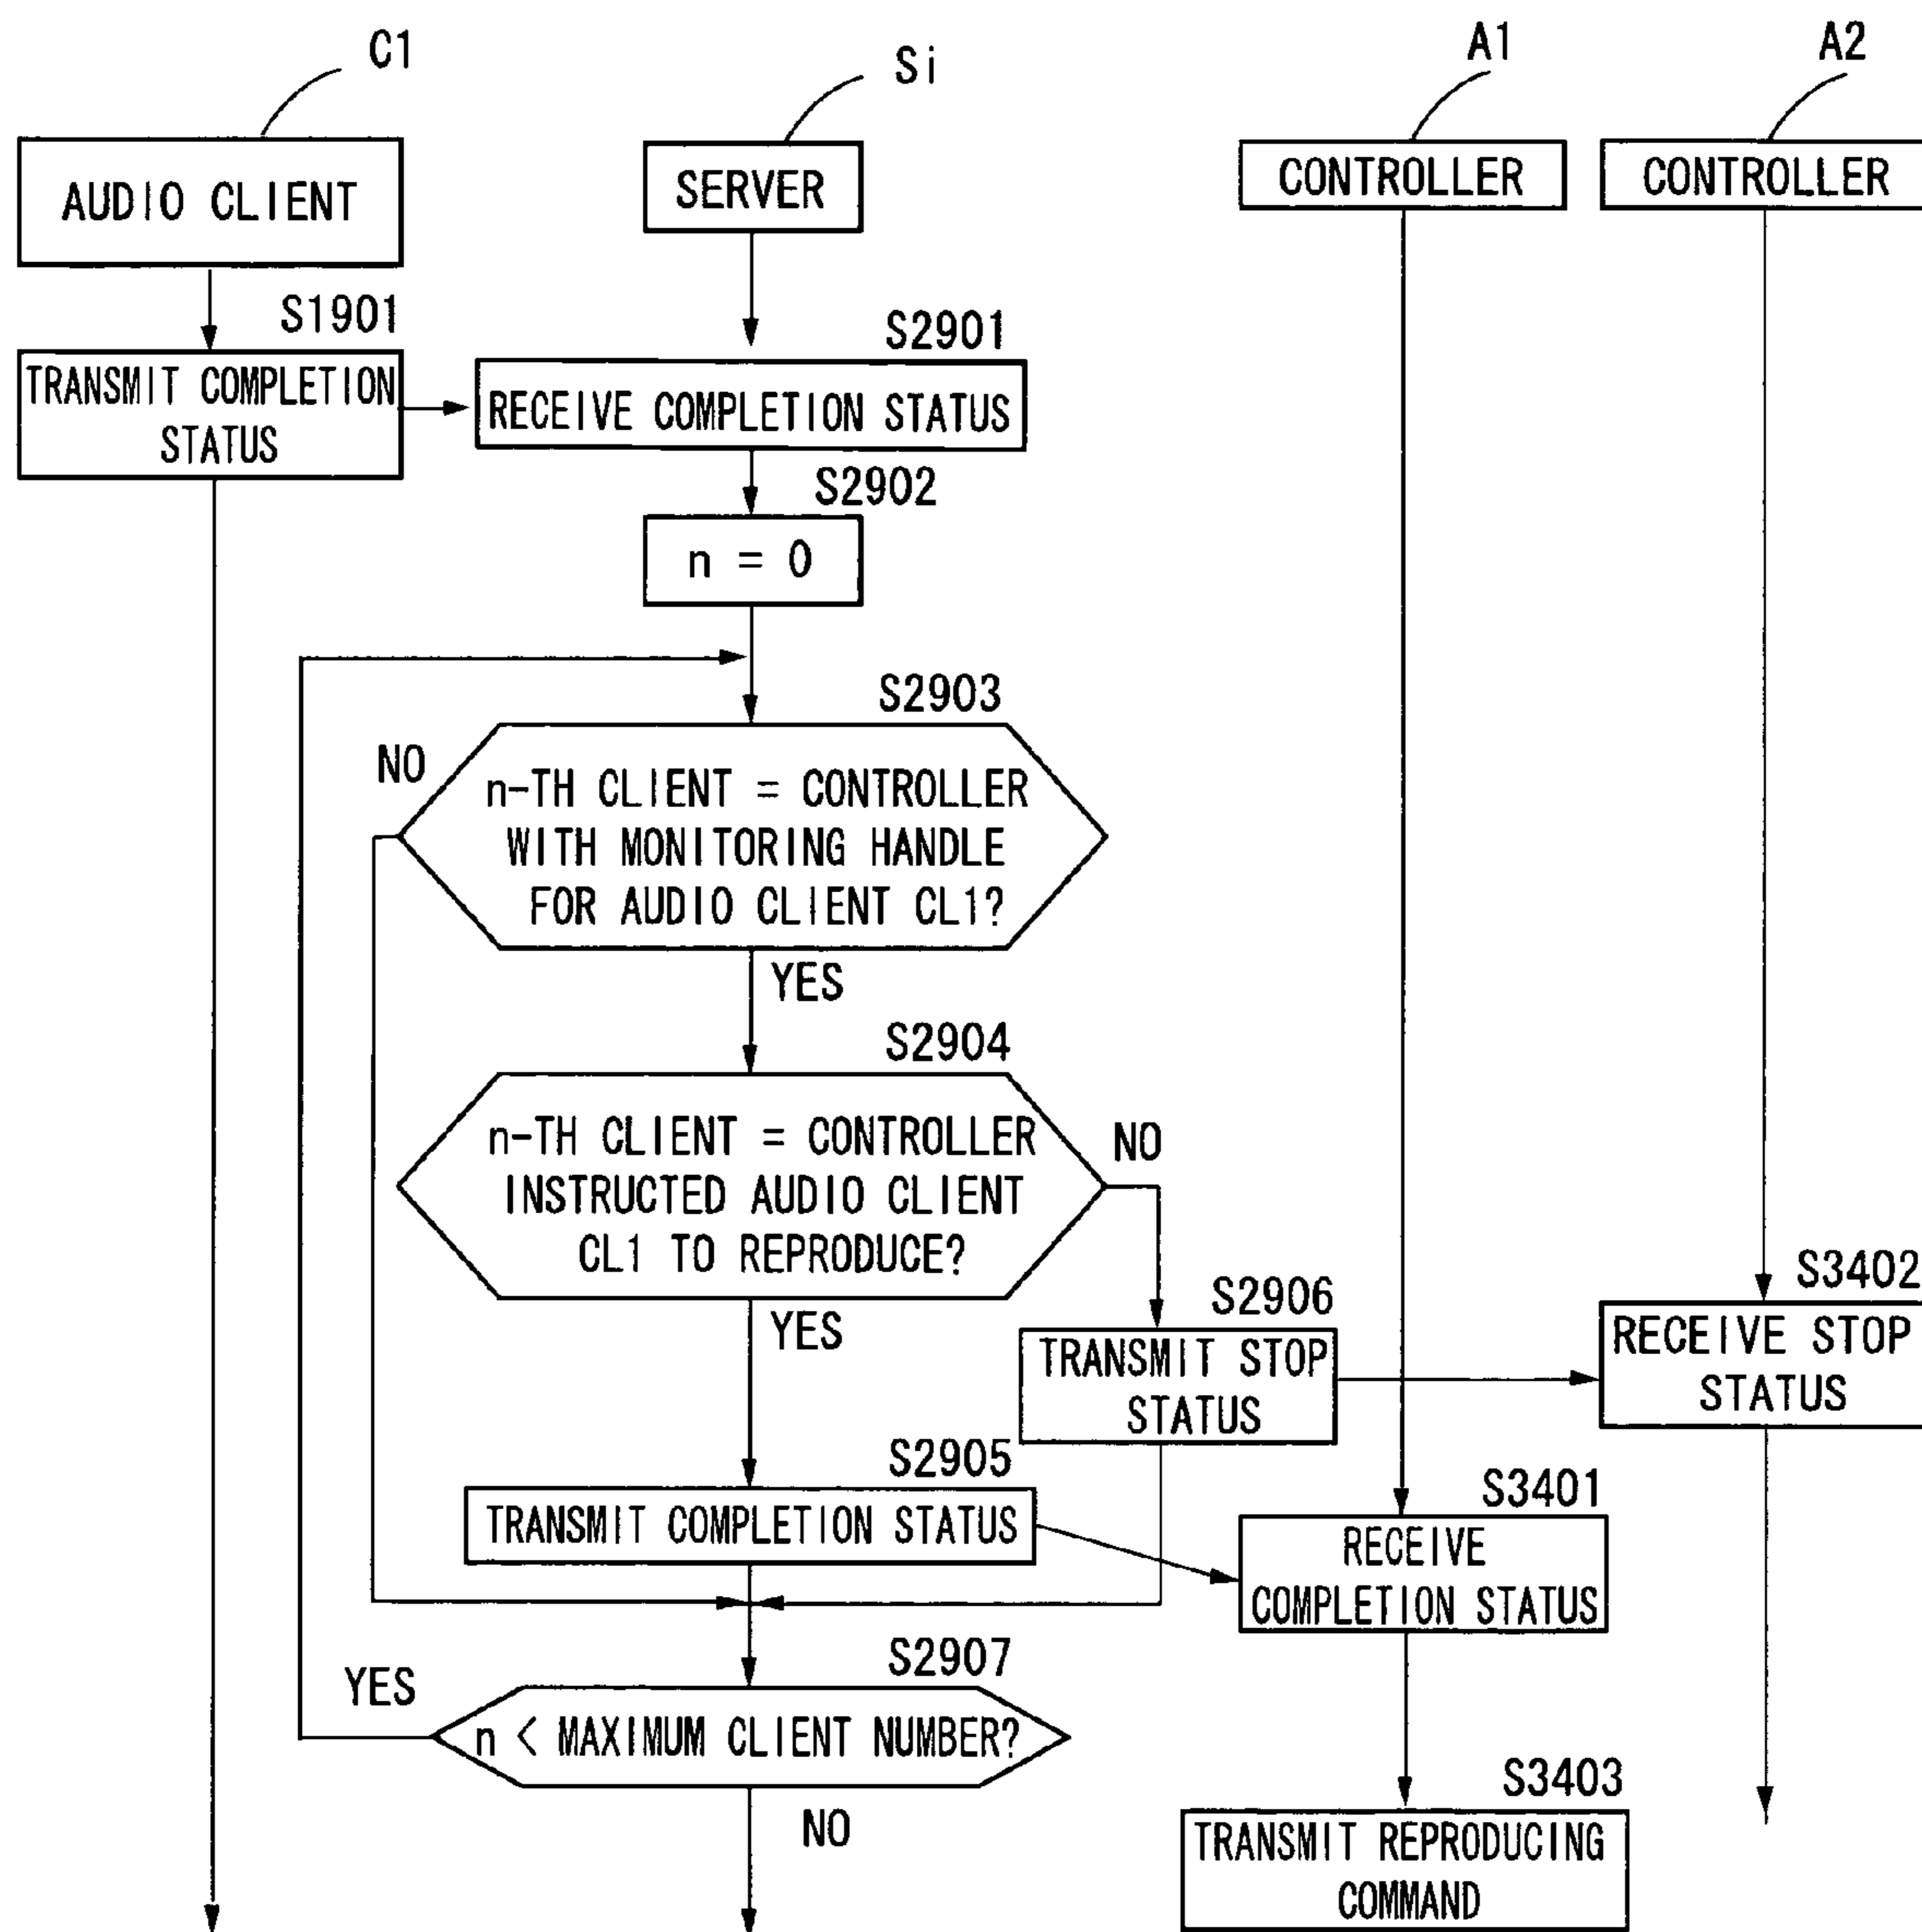 C1
Si
A1
A2
AUDIO CLIENT
SERVER
CONTROLLER
CONTROLLER
S1901
TRANSMIT COMPLETION
STATUS
S2901
RECEIVE COMPLETION STATUS
S2902
n = 0
S2903
NO
n-TH CLIENT = CONTROLLER
WITH MONITORING HANDLE
FOR AUDIO CLIENT CL1?
YES
S2904
n-TH CLIENT = CONTROLLER
INSTRUCTED AUDIO CLIENT
CL1 TO REPRODUCE?
NO
YES
S2906
TRANSMIT STOP
STATUS
S3402
RECEIVE STOP
STATUS
S2905
TRANSMIT COMPLETION STATUS
S3401
RECEIVE
COMPLETION STATUS
S2907
YES
n < MAXIMUM CLIENT NUMBER?
NO
S3403
TRANSMIT REPRODUCING
COMMAND